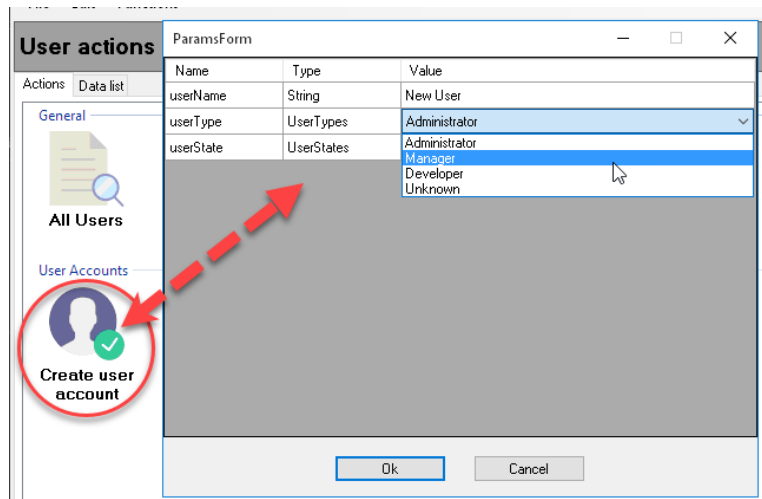 User actions
Actions Data list
General
All Users
User Accounts
Create user
account
ParamsForm
Name Type Value
userName String New User
userType UserTypes Administrator
userState UserStates
Administrator
Manager
Developer
Unknown
Ok Cancel